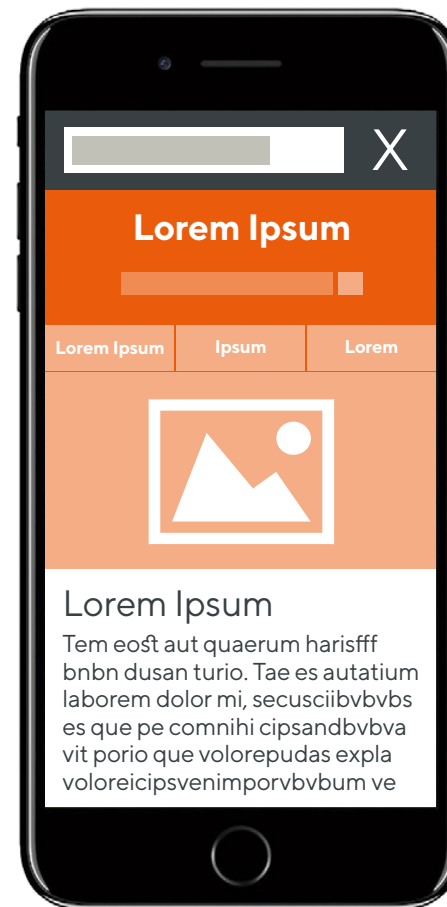 X
Lorem Ipsum
Lorem Ipsum
Ipsum
Lorem
Lorem Ipsum
Tem eost aut quaerum harisfff
bnbn dusan turio. Tae es autatium
laborem dolor mi, secusciibvbvbs
es que pe comnihi cipsandbvbva
vit porio que volorepudas expla
voloreicipsvenimporvbvbum ve